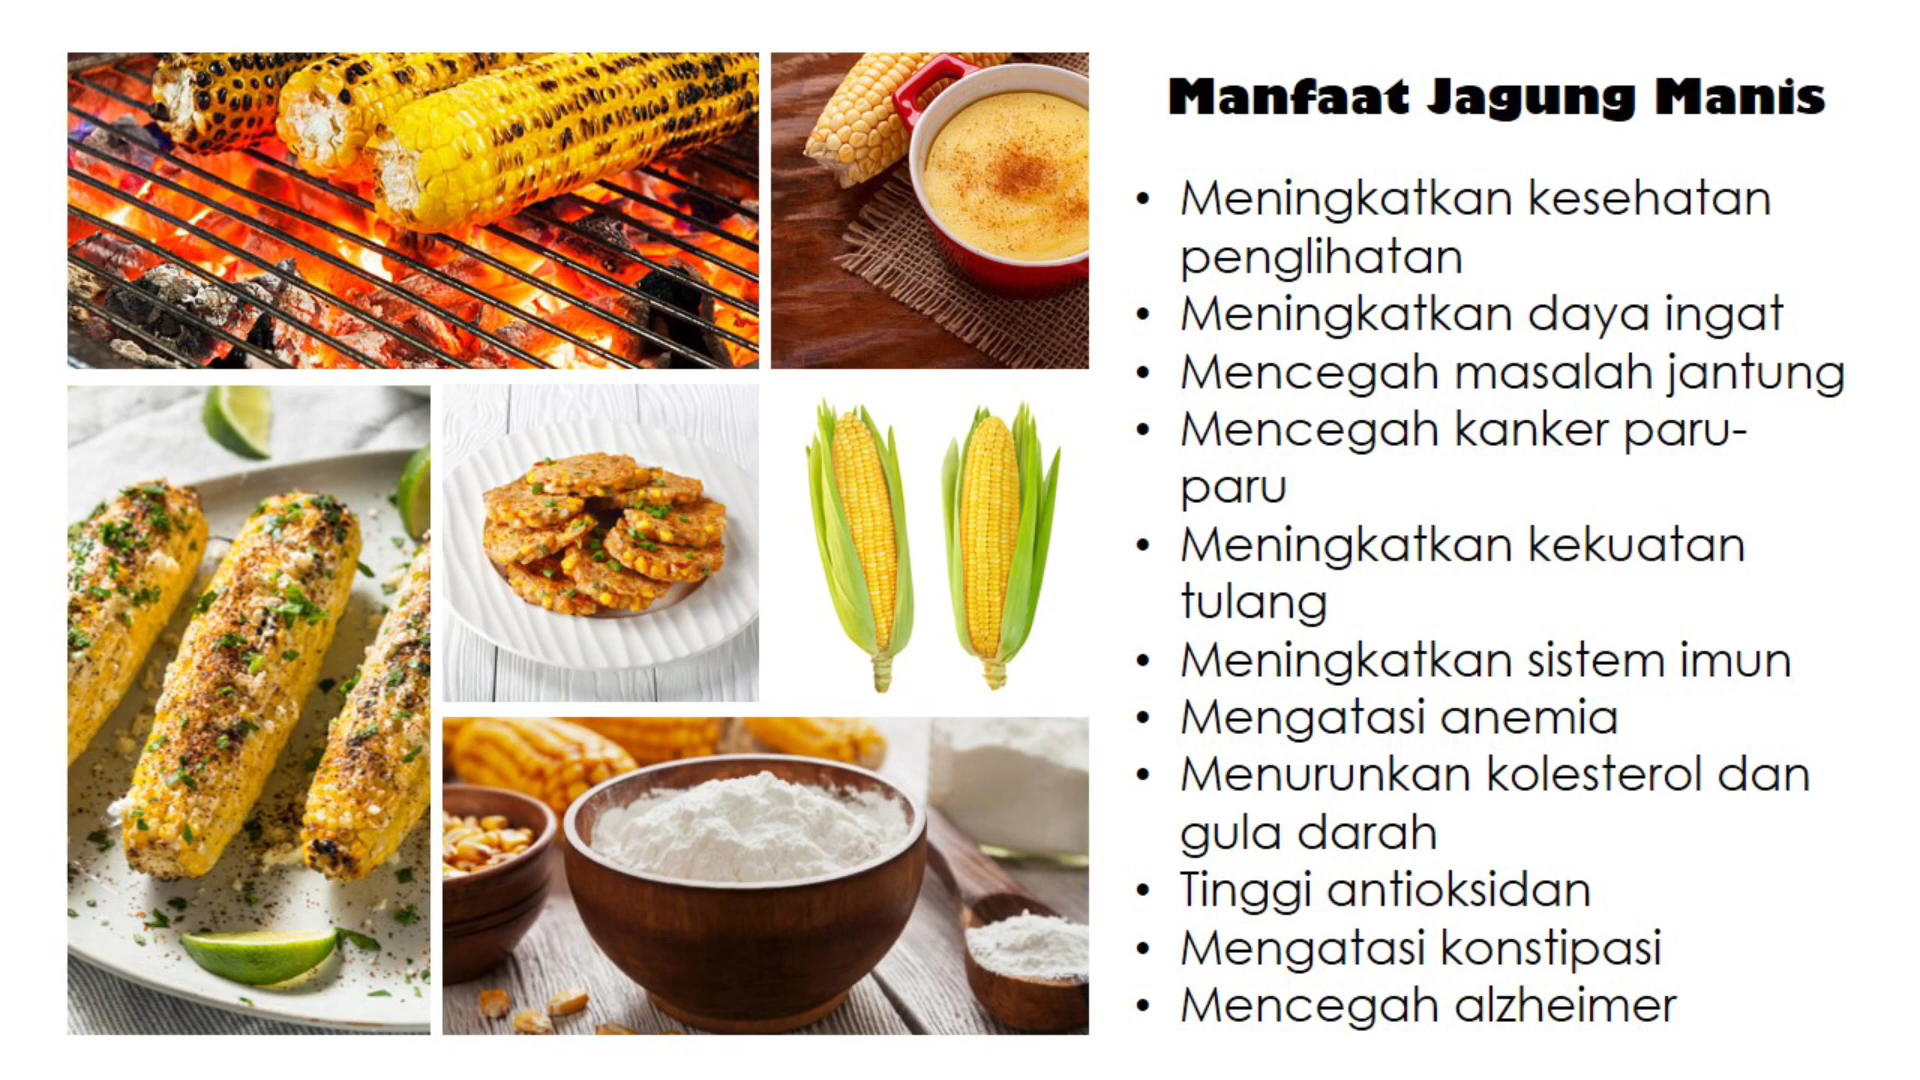 Manfaat Jagung Manis
• Meningkatkan kesehatan
penglihatan
• Meningkatkan daya ingat
• Mencegah masalah jantung
• Mencegah kanker paru-
paru
• Meningkatkan kekuatan
tulang
• Meningkatkan sistem imun
• Mengatasi anemia
• Menurunkan kolesterol dan
gula darah
• Tinggi antioksidan
• Mengatasi konstipasi
• Mencegah alzheimer